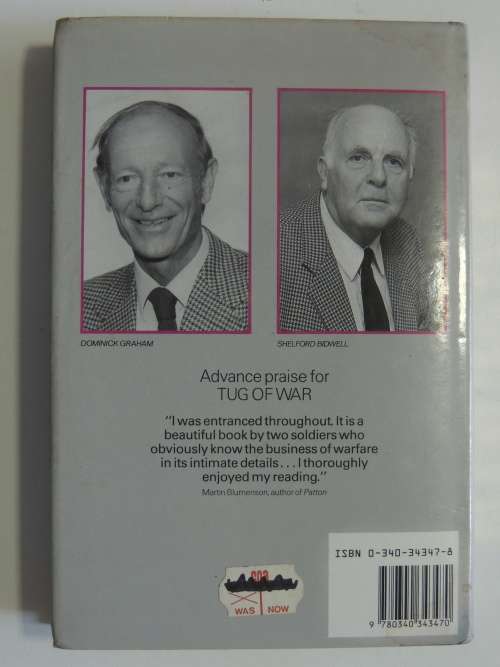 DOMINICK GRAHAM
SHELFORD BIDWELL
Advance praise for
TUG OF WAR
"I was entranced throughout. It is a
beautiful book by two soldiers who
obviously know the business of warfare
in its intimate details...I thoroughly
enjoyed my reading."
Martin Blumenson, author of Patton
ISBN 0-340-34347-8
9 780340 343470
WAS NOW